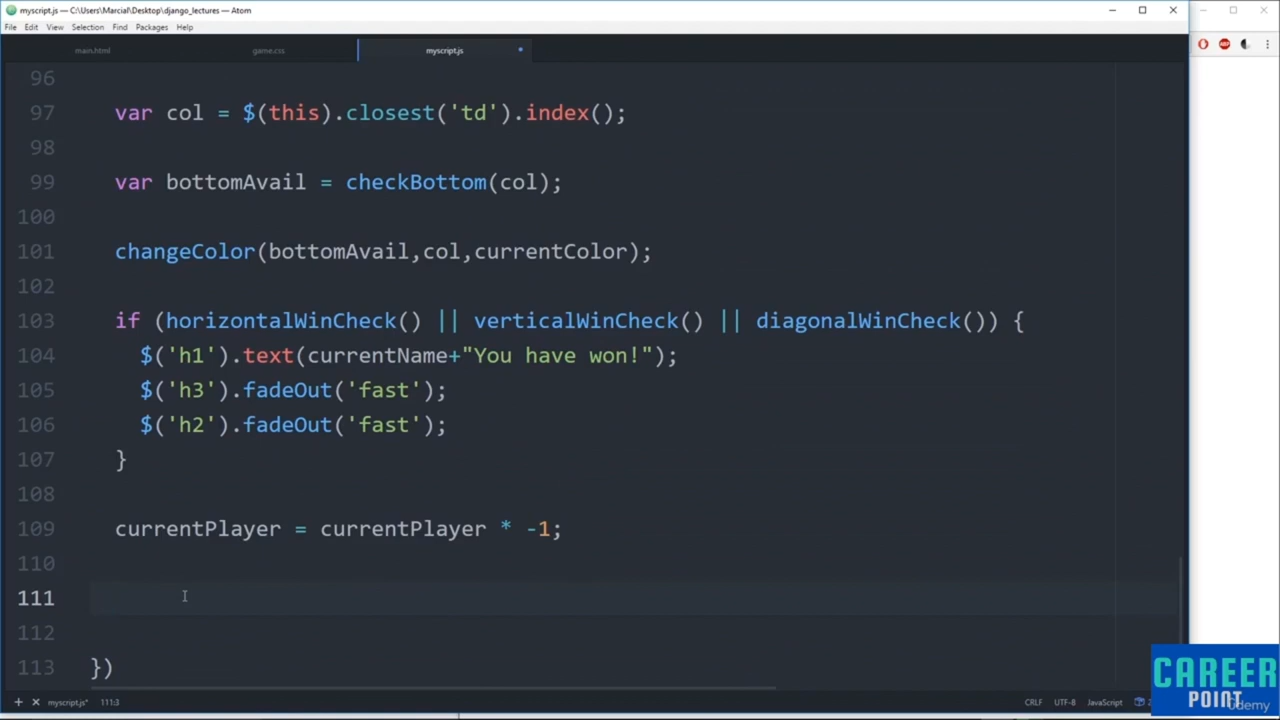 myscript.js — C:\Users\Marcial\Desktop\django_lectures — Atom
File Edit View Selection Find Packages Help
main.html game.css myscript.js
96
97 var col = $(this).closest('td').index();
98
99 var bottomAvail = checkBottom(col);
100
101 changeColor(bottomAvail,col,currentColor);
102
103 if (horizontalWinCheck() || verticalWinCheck() || diagonalWinCheck()) {
104 $('h1').text(currentName+"You have won!");
105 $('h3').fadeOut('fast');
106 $('h2').fadeOut('fast');
107 }
108
109 currentPlayer = currentPlayer * -1;
110
111
112
113 })
CAREER
POINT
Udemy
+ × myscript.js* 111:3 CRLF UTF-8 JavaScript 2
ABP